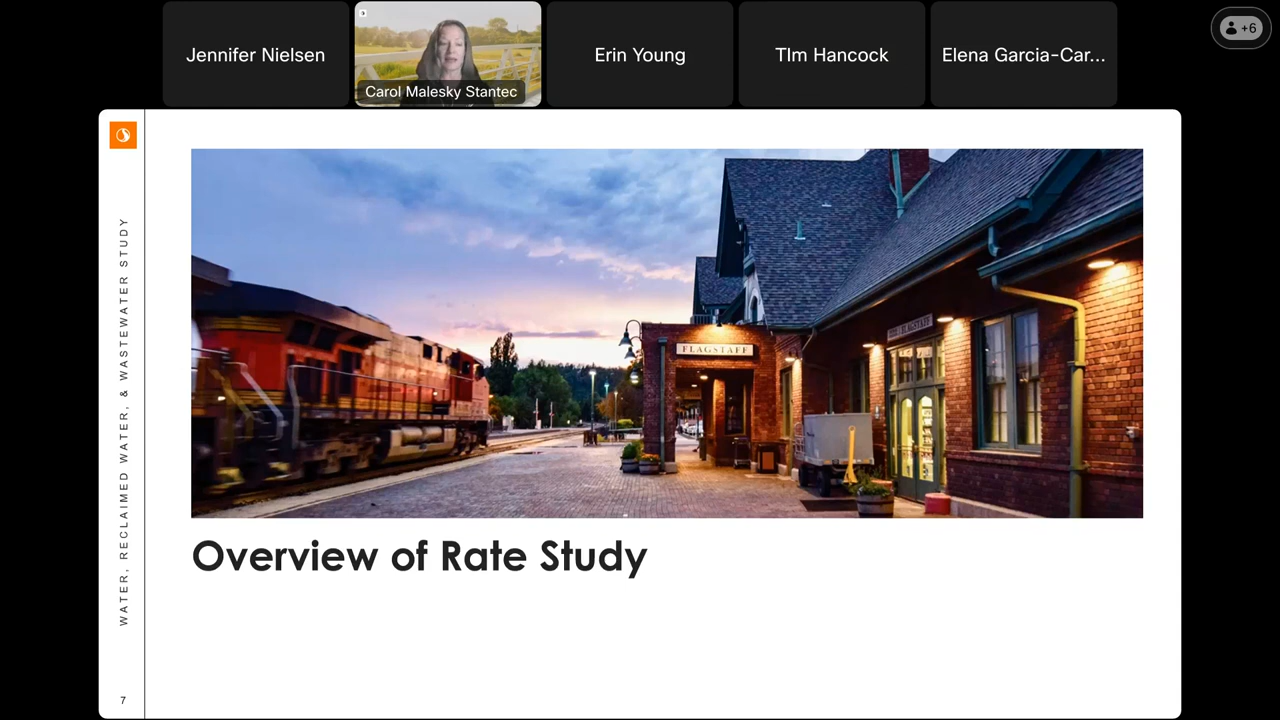 Jennifer Nielsen
Carol Malesky Stantec
Erin Young
TIm Hancock
Elena Garcia-Car...
+6
WATER, RECLAIMED WATER, & WASTEWATER STUDY
FLAGSTAFF
FLAGSTAFF
Overview of Rate Study
7